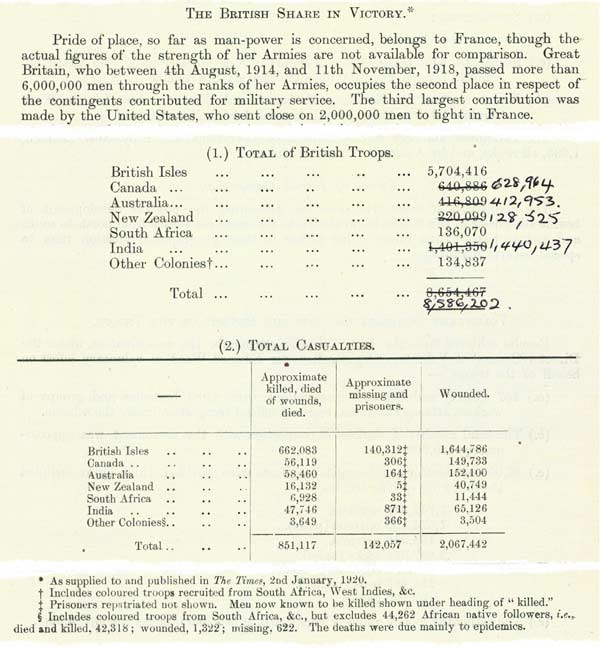 THE BRITISH SHARE IN VICTORY.*
Pride of place, so far as man-power is concerned, belongs to France, though the
actual figures of the strength of her Armies are not available for comparison. Great
Britain, who between 4th August, 1914, and 11th November, 1918, passed more than
6,000,000 men through the ranks of her Armies, occupies the second place in respect of
the contingents contributed for military service. The third largest contribution was
made by the United States, who sent close on 2,000,000 men to fight in France.
(1.) TOTAL of British Troops.
British Isles ... ... ... .. ... 5,704,416
Canada ... ... ... ... ... ... 640,886 628,964
Australia... ... ... ... ... ... 416,809 412,953.
New Zealand ... ... ... ... ... 220,099 128,525
South Africa ... ... ... ... ... 136,070
India ... ... ... ... ... ... 1,401,350 1,440,437
Other Colonies†... ... ... ... ... 134,837
Total ... ... ... ... ... 8,654,467
8,586,202.
(2.) TOTAL CASUALTIES.
— Approximate killed, died of wounds, died. Approximate missing and prisoners. Wounded.
British Isles .. .. .. 662,083 140,312‡ 1,644,786
Canada .. .. .. .. 56,119 306‡ 149,733
Australia .. .. .. 58,460 164‡ 152,100
New Zealand .. .. .. 16,132 5‡ 40,749
South Africa .. .. .. 6,928 33‡ 11,444
India .. .. .. .. 47,746 871‡ 65,126
Other Colonies§.. .. .. 3,649 366‡ 3,504
Total .. .. .. 851,117 142,057 2,067,442
* As supplied to and published in The Times, 2nd January, 1920.
† Includes coloured troops recruited from South Africa, West Indies, &c.
‡ Prisoners repatriated not shown. Men now known to be killed shown under heading of "killed."
§ Includes coloured troops from South Africa, &c., but excludes 44,262 African native followers, i.e.,
died and killed, 42,318; wounded, 1,322; missing, 622. The deaths were due mainly to epidemics.